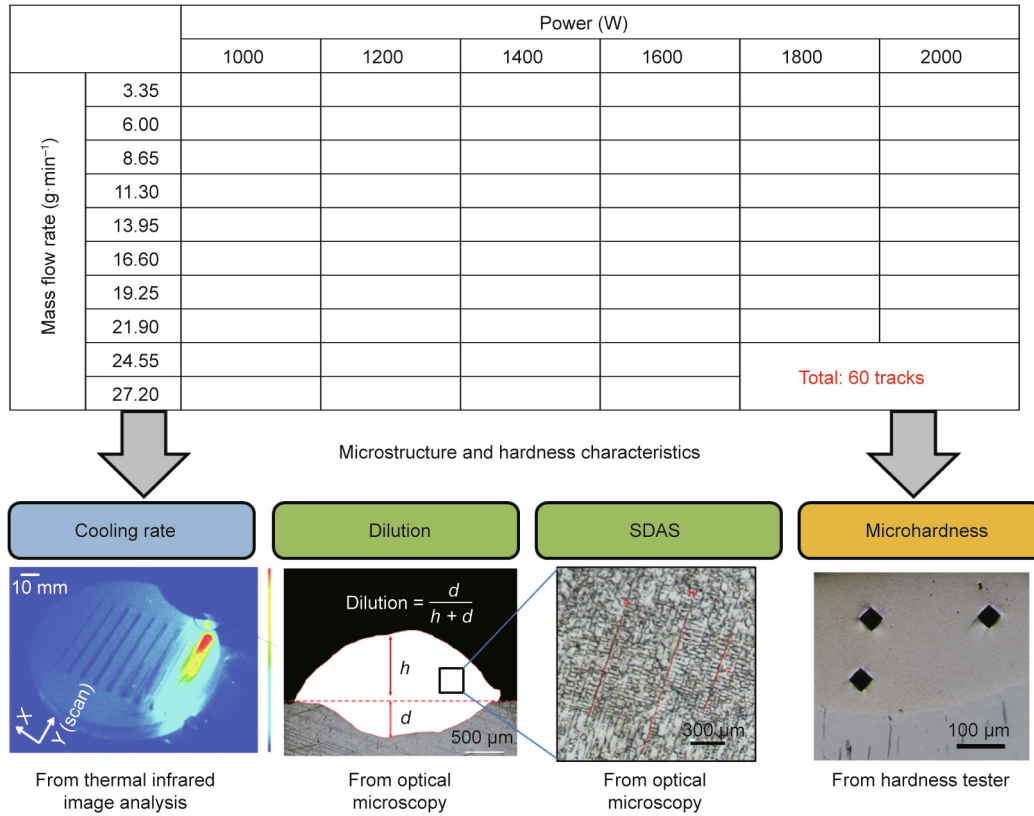 Power (W)
1000 1200 1400 1600 1800 2000
Mass flow rate (g·min⁻¹)
3.35
6.00
8.65
11.30
13.95
16.60
19.25
21.90
24.55
27.20
Total: 60 tracks
Microstructure and hardness characteristics
Cooling rate
Dilution
SDAS
Microhardness
10 mm
X
Y (scan)
Dilution = d / h + d
h
d
500 µm
300 µm
100 µm
From thermal infrared
image analysis
From optical
microscopy
From optical
microscopy
From hardness tester